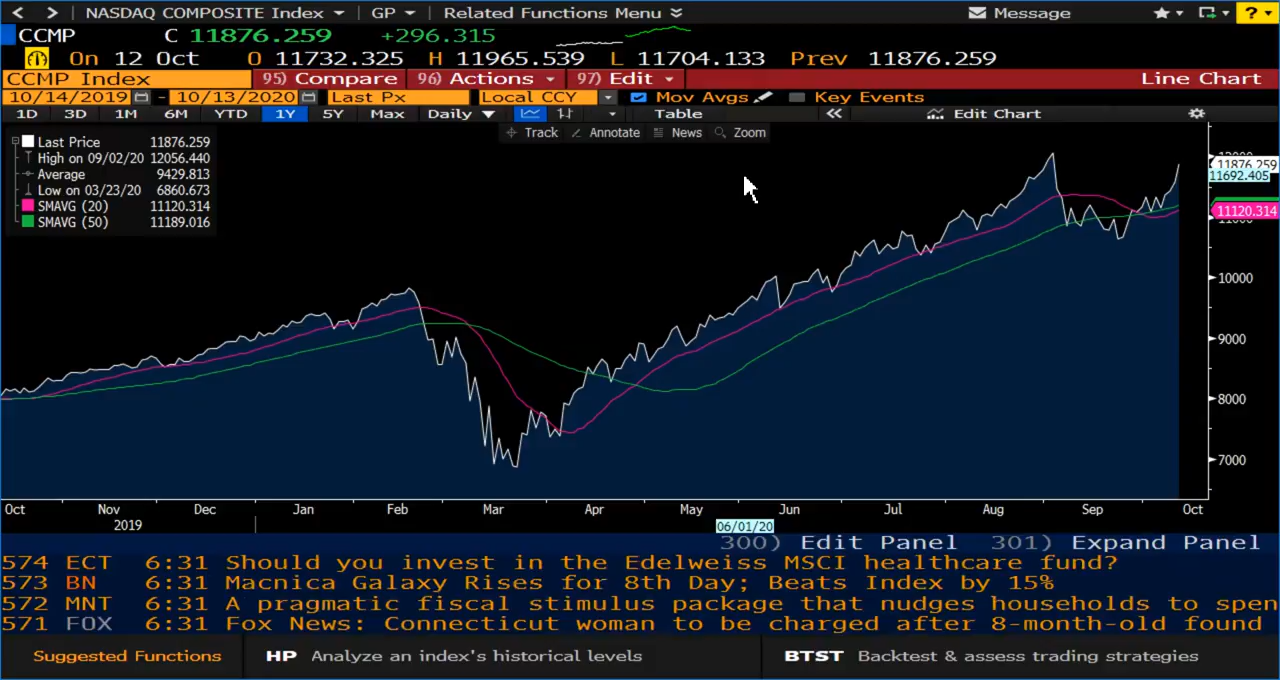 NASDAQ COMPOSITE Index GP Related Functions Menu Message ?
CCMP C 11876.259 +296.315
On 12 Oct O 11732.325 H 11965.539 L 11704.133 Prev 11876.259
CCMP Index 95) Compare 96) Actions 97) Edit Line Chart
10/14/2019 - 10/13/2020 Last Px Local CCY Mov Avgs Key Events
1D 3D 1M 6M YTD 1Y 5Y Max Daily Table Edit Chart
Track Annotate News Zoom
Last Price 11876.259
High on 09/02/20 12056.440
Average 9429.813
Low on 03/23/20 6860.673
SMAVG (20) 11120.314
SMAVG (50) 11189.016
11876.259
11692.405
11120.314
10000
9000
8000
7000
Oct Nov Dec Jan Feb Mar Apr May Jun Jul Aug Sep Oct
2019 06/01/20
300) Edit Panel 301) Expand Panel
574 ECT 6:31 Should you invest in the Edelweiss MSCI healthcare fund?
573 BN 6:31 Macnica Galaxy Rises for 8th Day; Beats Index by 15%
572 MNT 6:31 A pragmatic fiscal stimulus package that nudges households to spen
571 FOX 6:31 Fox News: Connecticut woman to be charged after 8-month-old found
Suggested Functions HP Analyze an index's historical levels BTST Backtest & assess trading strategies